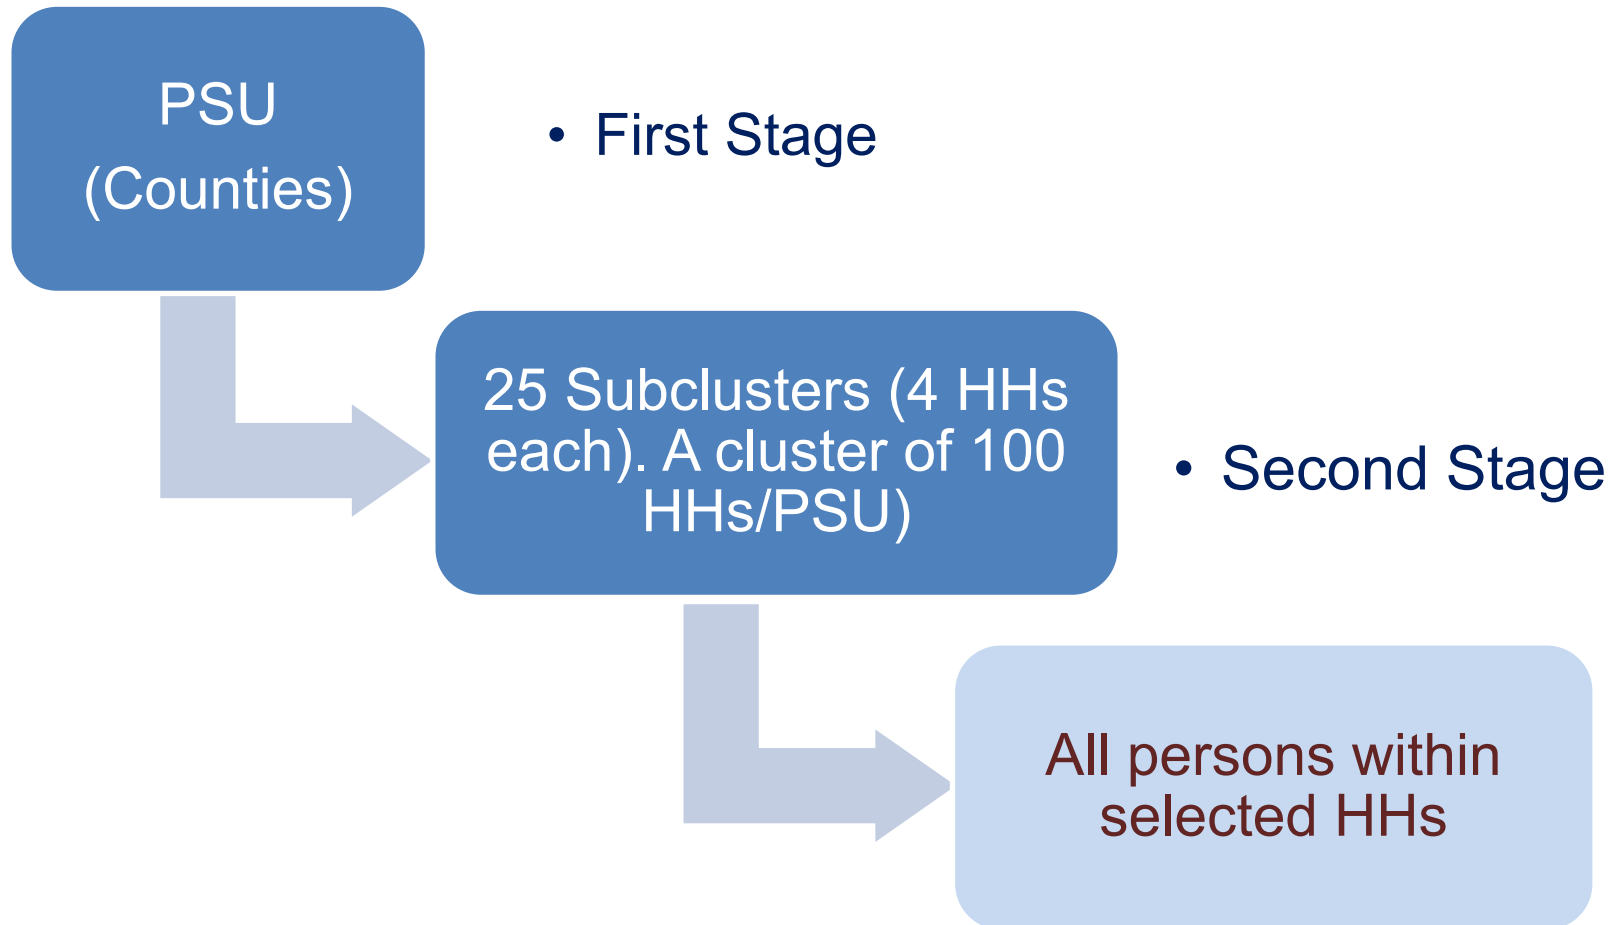 PSU
(Counties)
• First Stage
25 Subclusters (4 HHs
each). A cluster of 100
HHs/PSU)
• Second Stage
All persons within
selected HHs